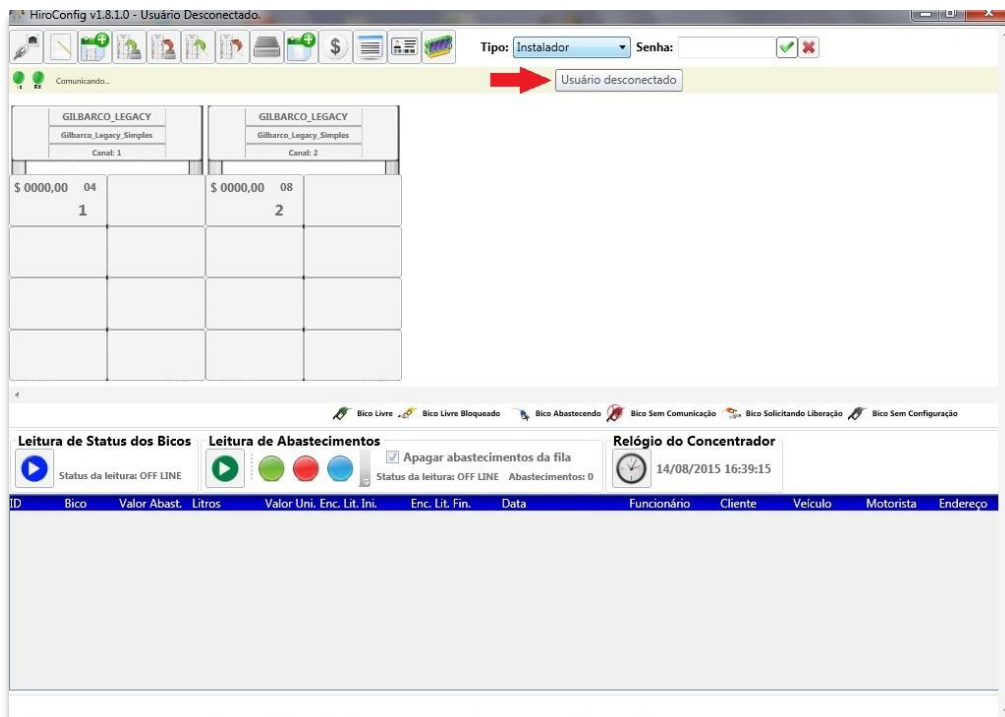 HiroConfig v1.8.1.0 - Usuário Desconectado.
Tipo: Instalador Senha:
Comunicando..
Usuário desconectado
GILBARCO_LEGACY GILBARCO_LEGACY
Gilbarco_Legacy_Simples Gilbarco_Legacy_Simples
Canal: 1 Canal: 2
$ 0000,00 04 $ 0000,00 08
1 2
Bico Livre Bico Livre Bloqueado Bico Abastecendo Bico Sem Comunicação Bico Solicitando Liberação Bico Sem Configuração
Leitura de Status dos Bicos Leitura de Abastecimentos Relógio do Concentrador
Apagar abastecimentos da fila
Status da leitura: OFF LINE Status da leitura: OFF LINE Abastecimentos: 0 14/08/2015 16:39:15
ID Bico Valor Abast. Litros Valor Uni. Enc. Lit. Ini. Enc. Lit. Fin. Data Funcionário Cliente Veículo Motorista Endereço